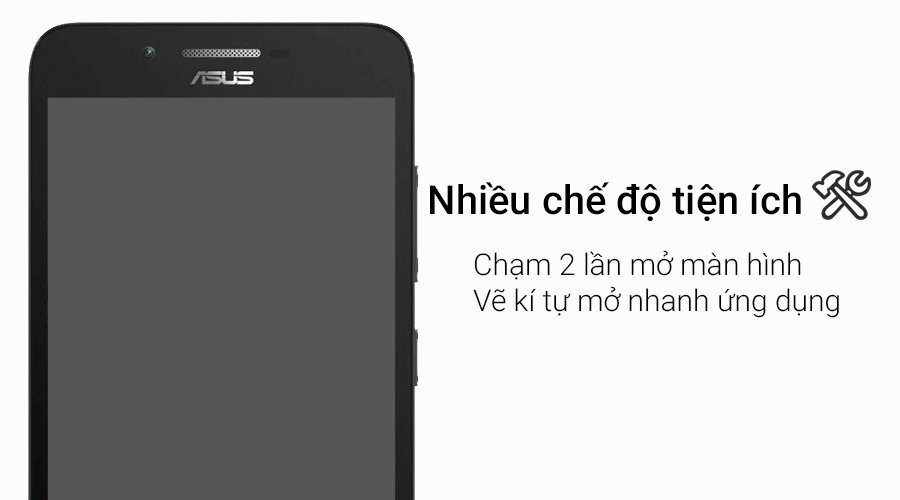 ASUS
Nhiều chế độ tiện ích
Chạm 2 lần mở màn hình
Vẽ kí tự mở nhanh ứng dụng